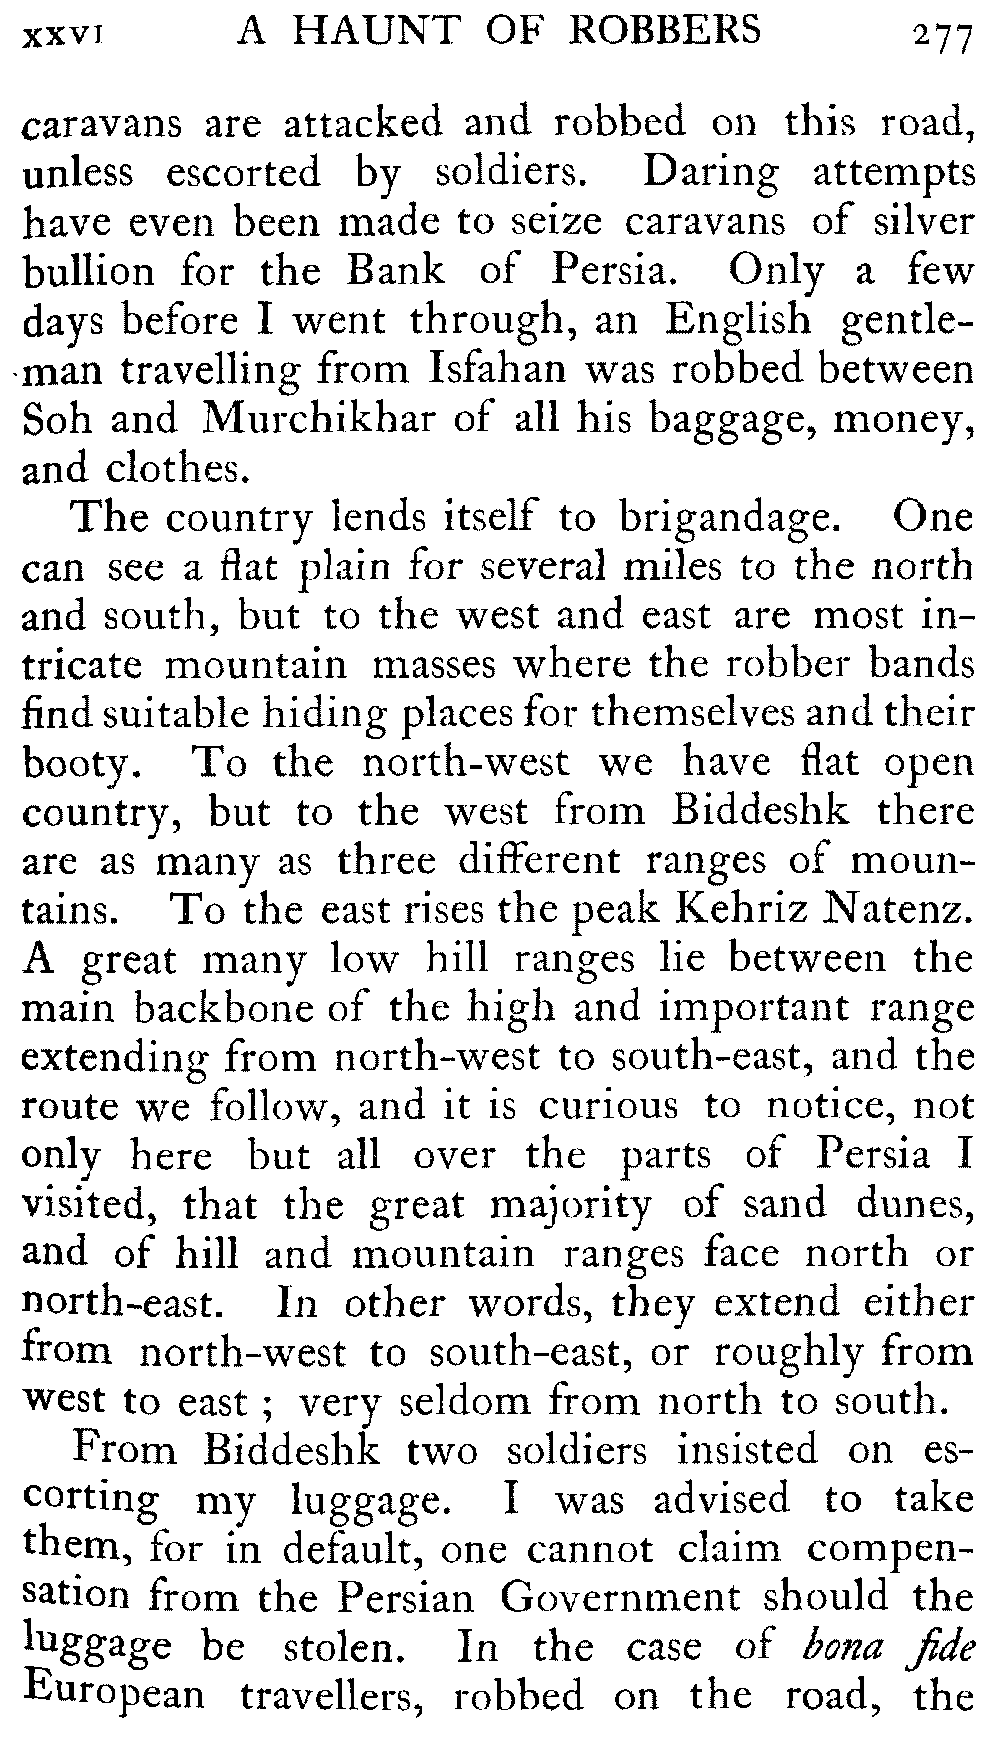 xxvi A HAUNT OF ROBBERS 277
caravans are attacked and robbed on this road,
unless escorted by soldiers. Daring attempts
have even been made to seize caravans of silver
bullion for the Bank of Persia. Only a few
days before I went through, an English gentle-
man travelling from Isfahan was robbed between
Soh and Murchikhar of all his baggage, money,
and clothes.
The country lends itself to brigandage. One
can see a flat plain for several miles to the north
and south, but to the west and east are most in-
tricate mountain masses where the robber bands
find suitable hiding places for themselves and their
booty. To the north-west we have flat open
country, but to the west from Biddeshk there
are as many as three different ranges of moun-
tains. To the east rises the peak Kehriz Natenz.
A great many low hill ranges lie between the
main backbone of the high and important range
extending from north-west to south-east, and the
route we follow, and it is curious to notice, not
only here but all over the parts of Persia I
visited, that the great majority of sand dunes,
and of hill and mountain ranges face north or
north-east. In other words, they extend either
from north-west to south-east, or roughly from
west to east ; very seldom from north to south.
From Biddeshk two soldiers insisted on es-
corting my luggage. I was advised to take
them, for in default, one cannot claim compen-
sation from the Persian Government should the
luggage be stolen. In the case of bona fide
European travellers, robbed on the road, the